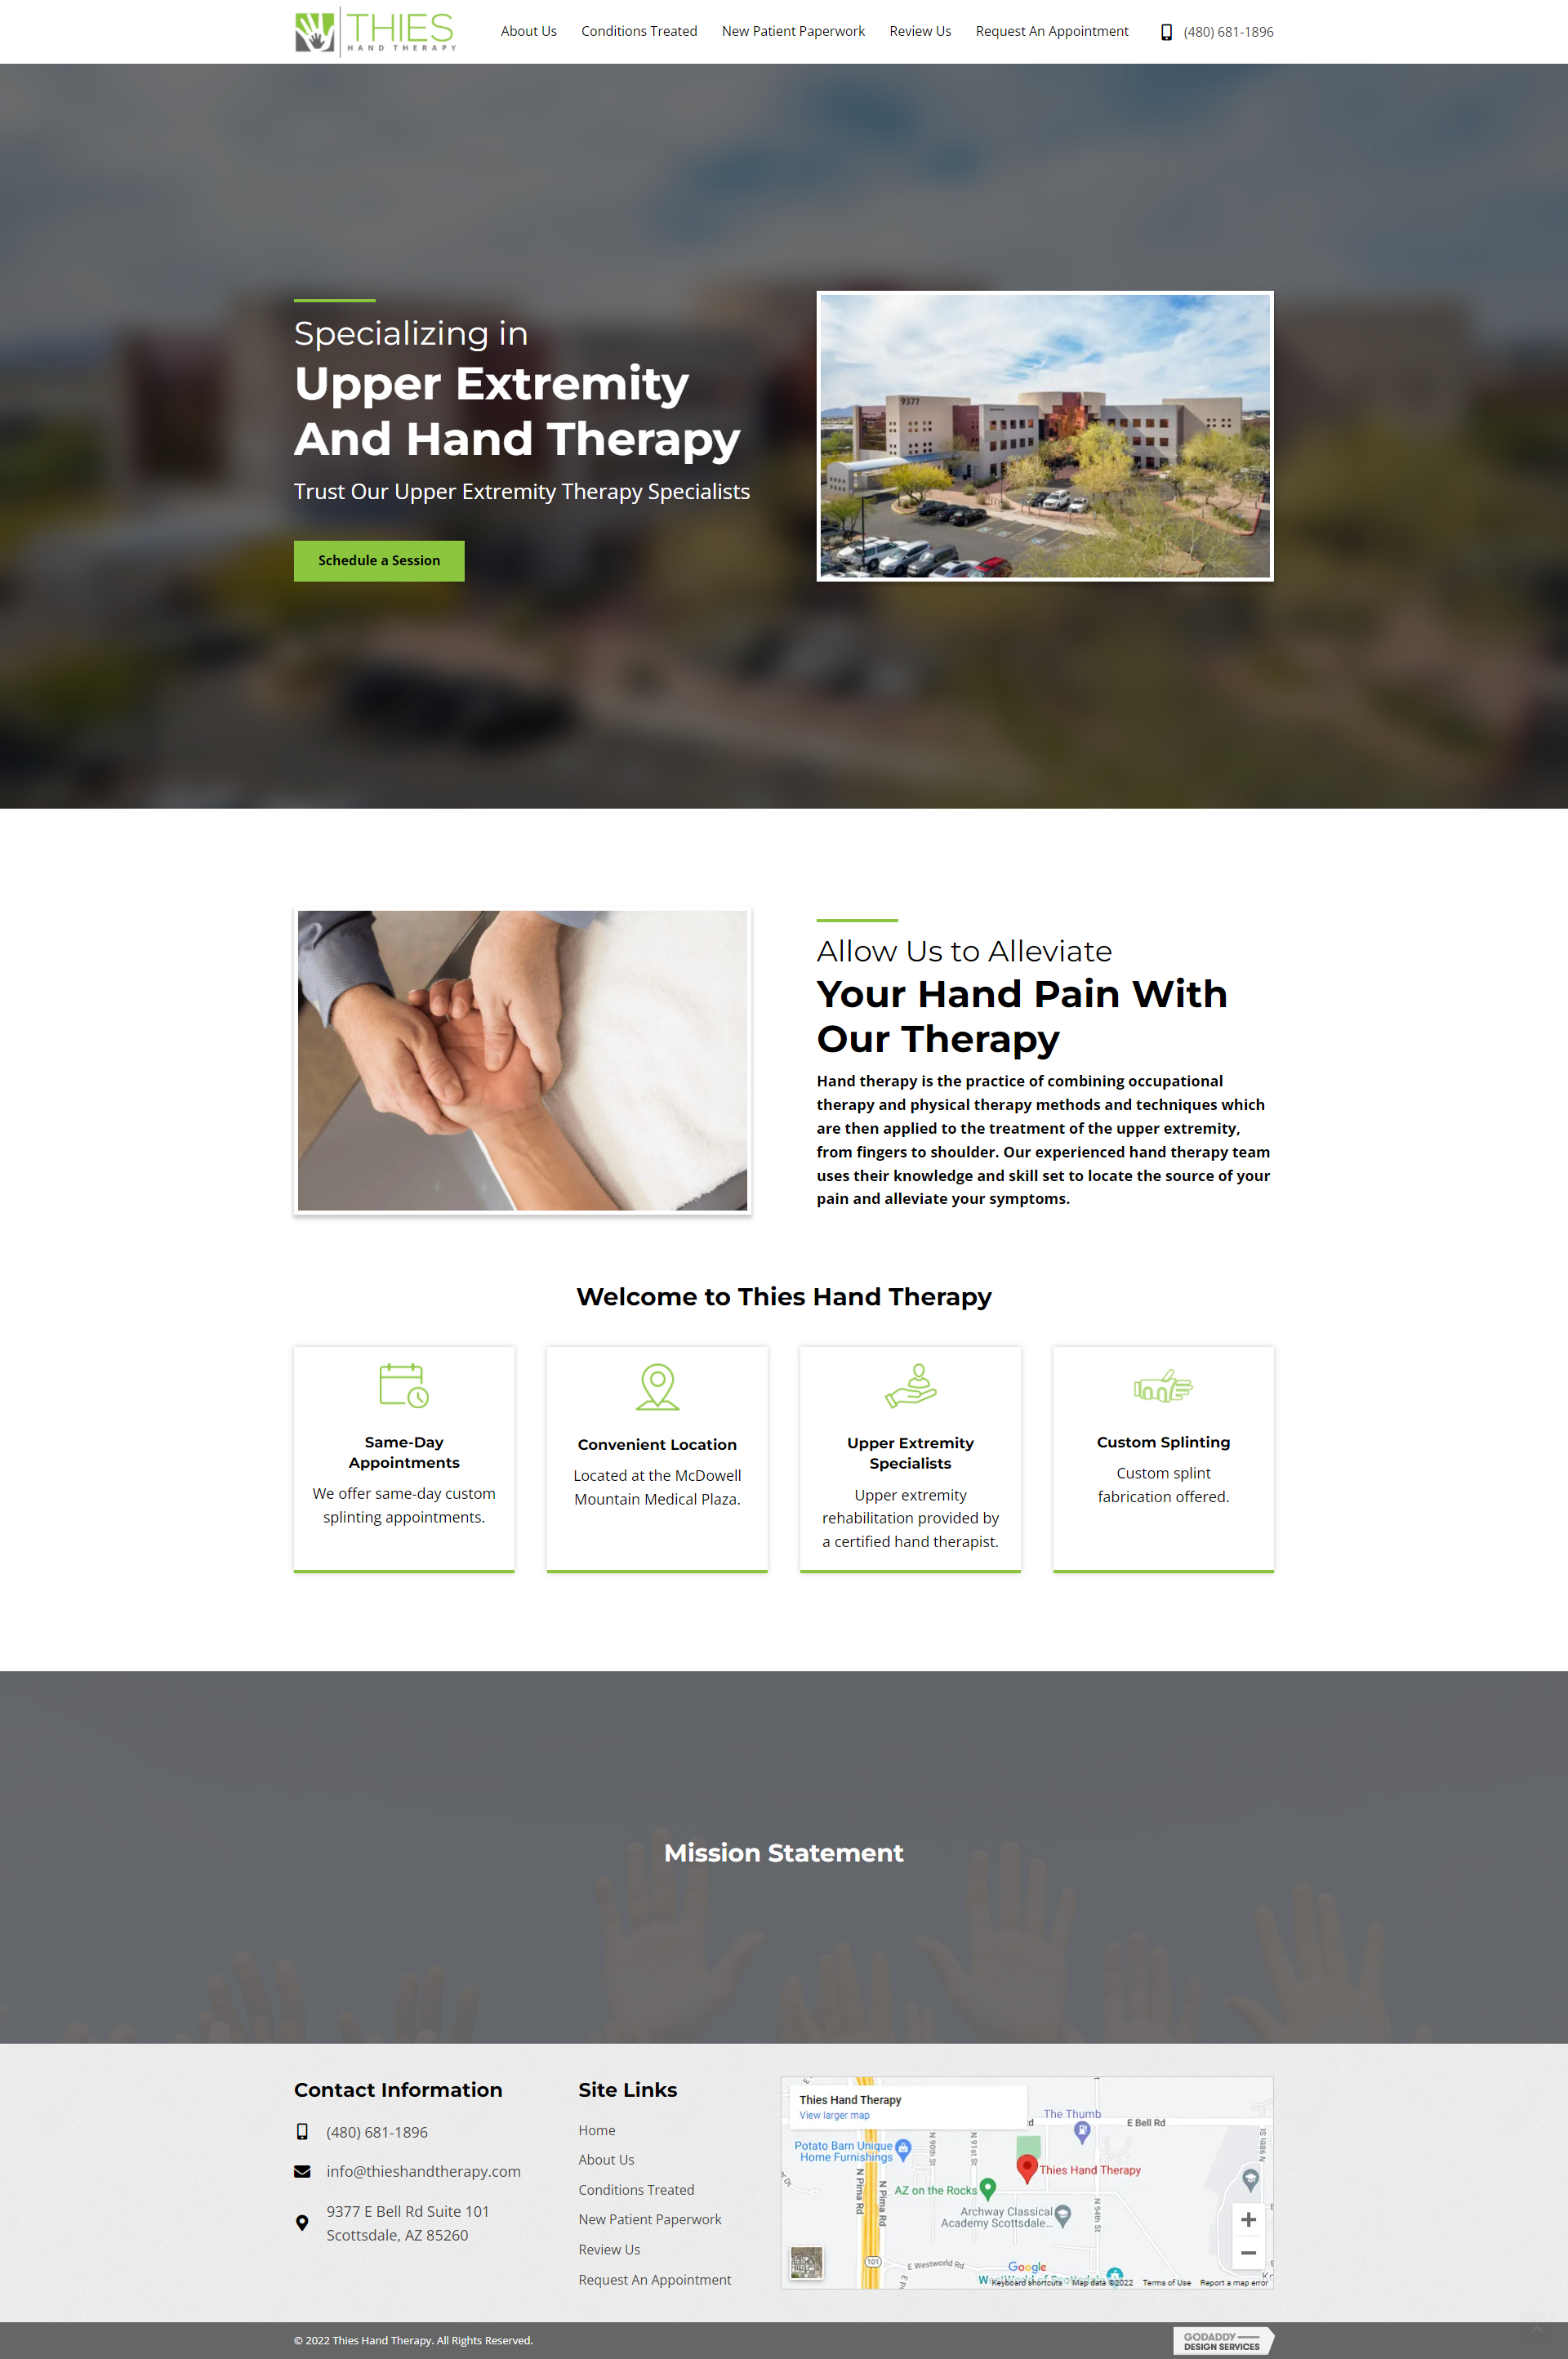 THIES
HAND THERAPY
About Us
Conditions Treated
New Patient Paperwork
Review Us
Request An Appointment
(480) 681-1896
Specializing in
Upper Extremity
And Hand Therapy
Trust Our Upper Extremity Therapy Specialists
Schedule a Session
9377
Allow Us to Alleviate
Your Hand Pain With
Our Therapy
Hand therapy is the practice of combining occupational
therapy and physical therapy methods and techniques which
are then applied to the treatment of the upper extremity,
from fingers to shoulder. Our experienced hand therapy team
uses their knowledge and skill set to locate the source of your
pain and alleviate your symptoms.
Welcome to Thies Hand Therapy
Same-Day
Appointments
We offer same-day custom
splinting appointments.
Convenient Location
Located at the McDowell
Mountain Medical Plaza.
Upper Extremity
Specialists
Upper extremity
rehabilitation provided by
a certified hand therapist.
Custom Splinting
Custom splint
fabrication offered.
Mission Statement
Contact Information
(480) 681-1896
info@thieshandtherapy.com
9377 E Bell Rd Suite 101
Scottsdale, AZ 85260
Site Links
Home
About Us
Conditions Treated
New Patient Paperwork
Review Us
Request An Appointment
Thies Hand Therapy
View larger map
The Thumb
E Bell Rd
Potato Barn Unique
Home Furnishings
N 90th St
N 91st St
N 98th St
Thies Hand Therapy
N Pima Rd
N Pima Rd
AZ on the Rocks
N 94th St
Archway Classical
Academy Scottsdale...
101
E Westworld Rd
Google
Keyboard shortcuts
Map data ©2022
Terms of Use
Report a map error
© 2022 Thies Hand Therapy. All Rights Reserved.
GODADDY
DESIGN SERVICES